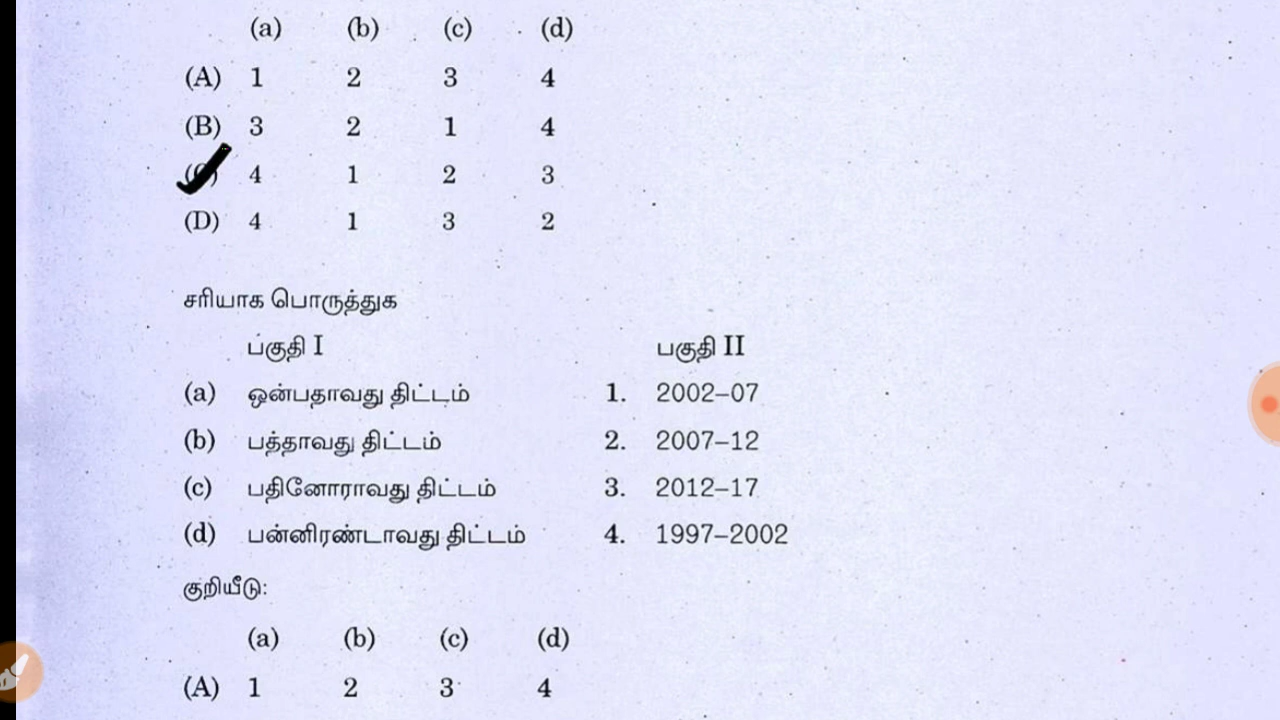 (a) (b) (c) (d)
(A) 1 2 3 4
(B) 3 2 1 4
(C) 4 1 2 3
(D) 4 1 3 2
சரியாக பொருத்துக
பகுதி I பகுதி II
(a) ஒன்பதாவது திட்டம் 1. 2002–07
(b) பத்தாவது திட்டம் 2. 2007–12
(c) பதினோராவது திட்டம் 3. 2012–17
(d) பன்னிரண்டாவது திட்டம் 4. 1997–2002
குறியீடு:
(a) (b) (c) (d)
(A) 1 2 3 4